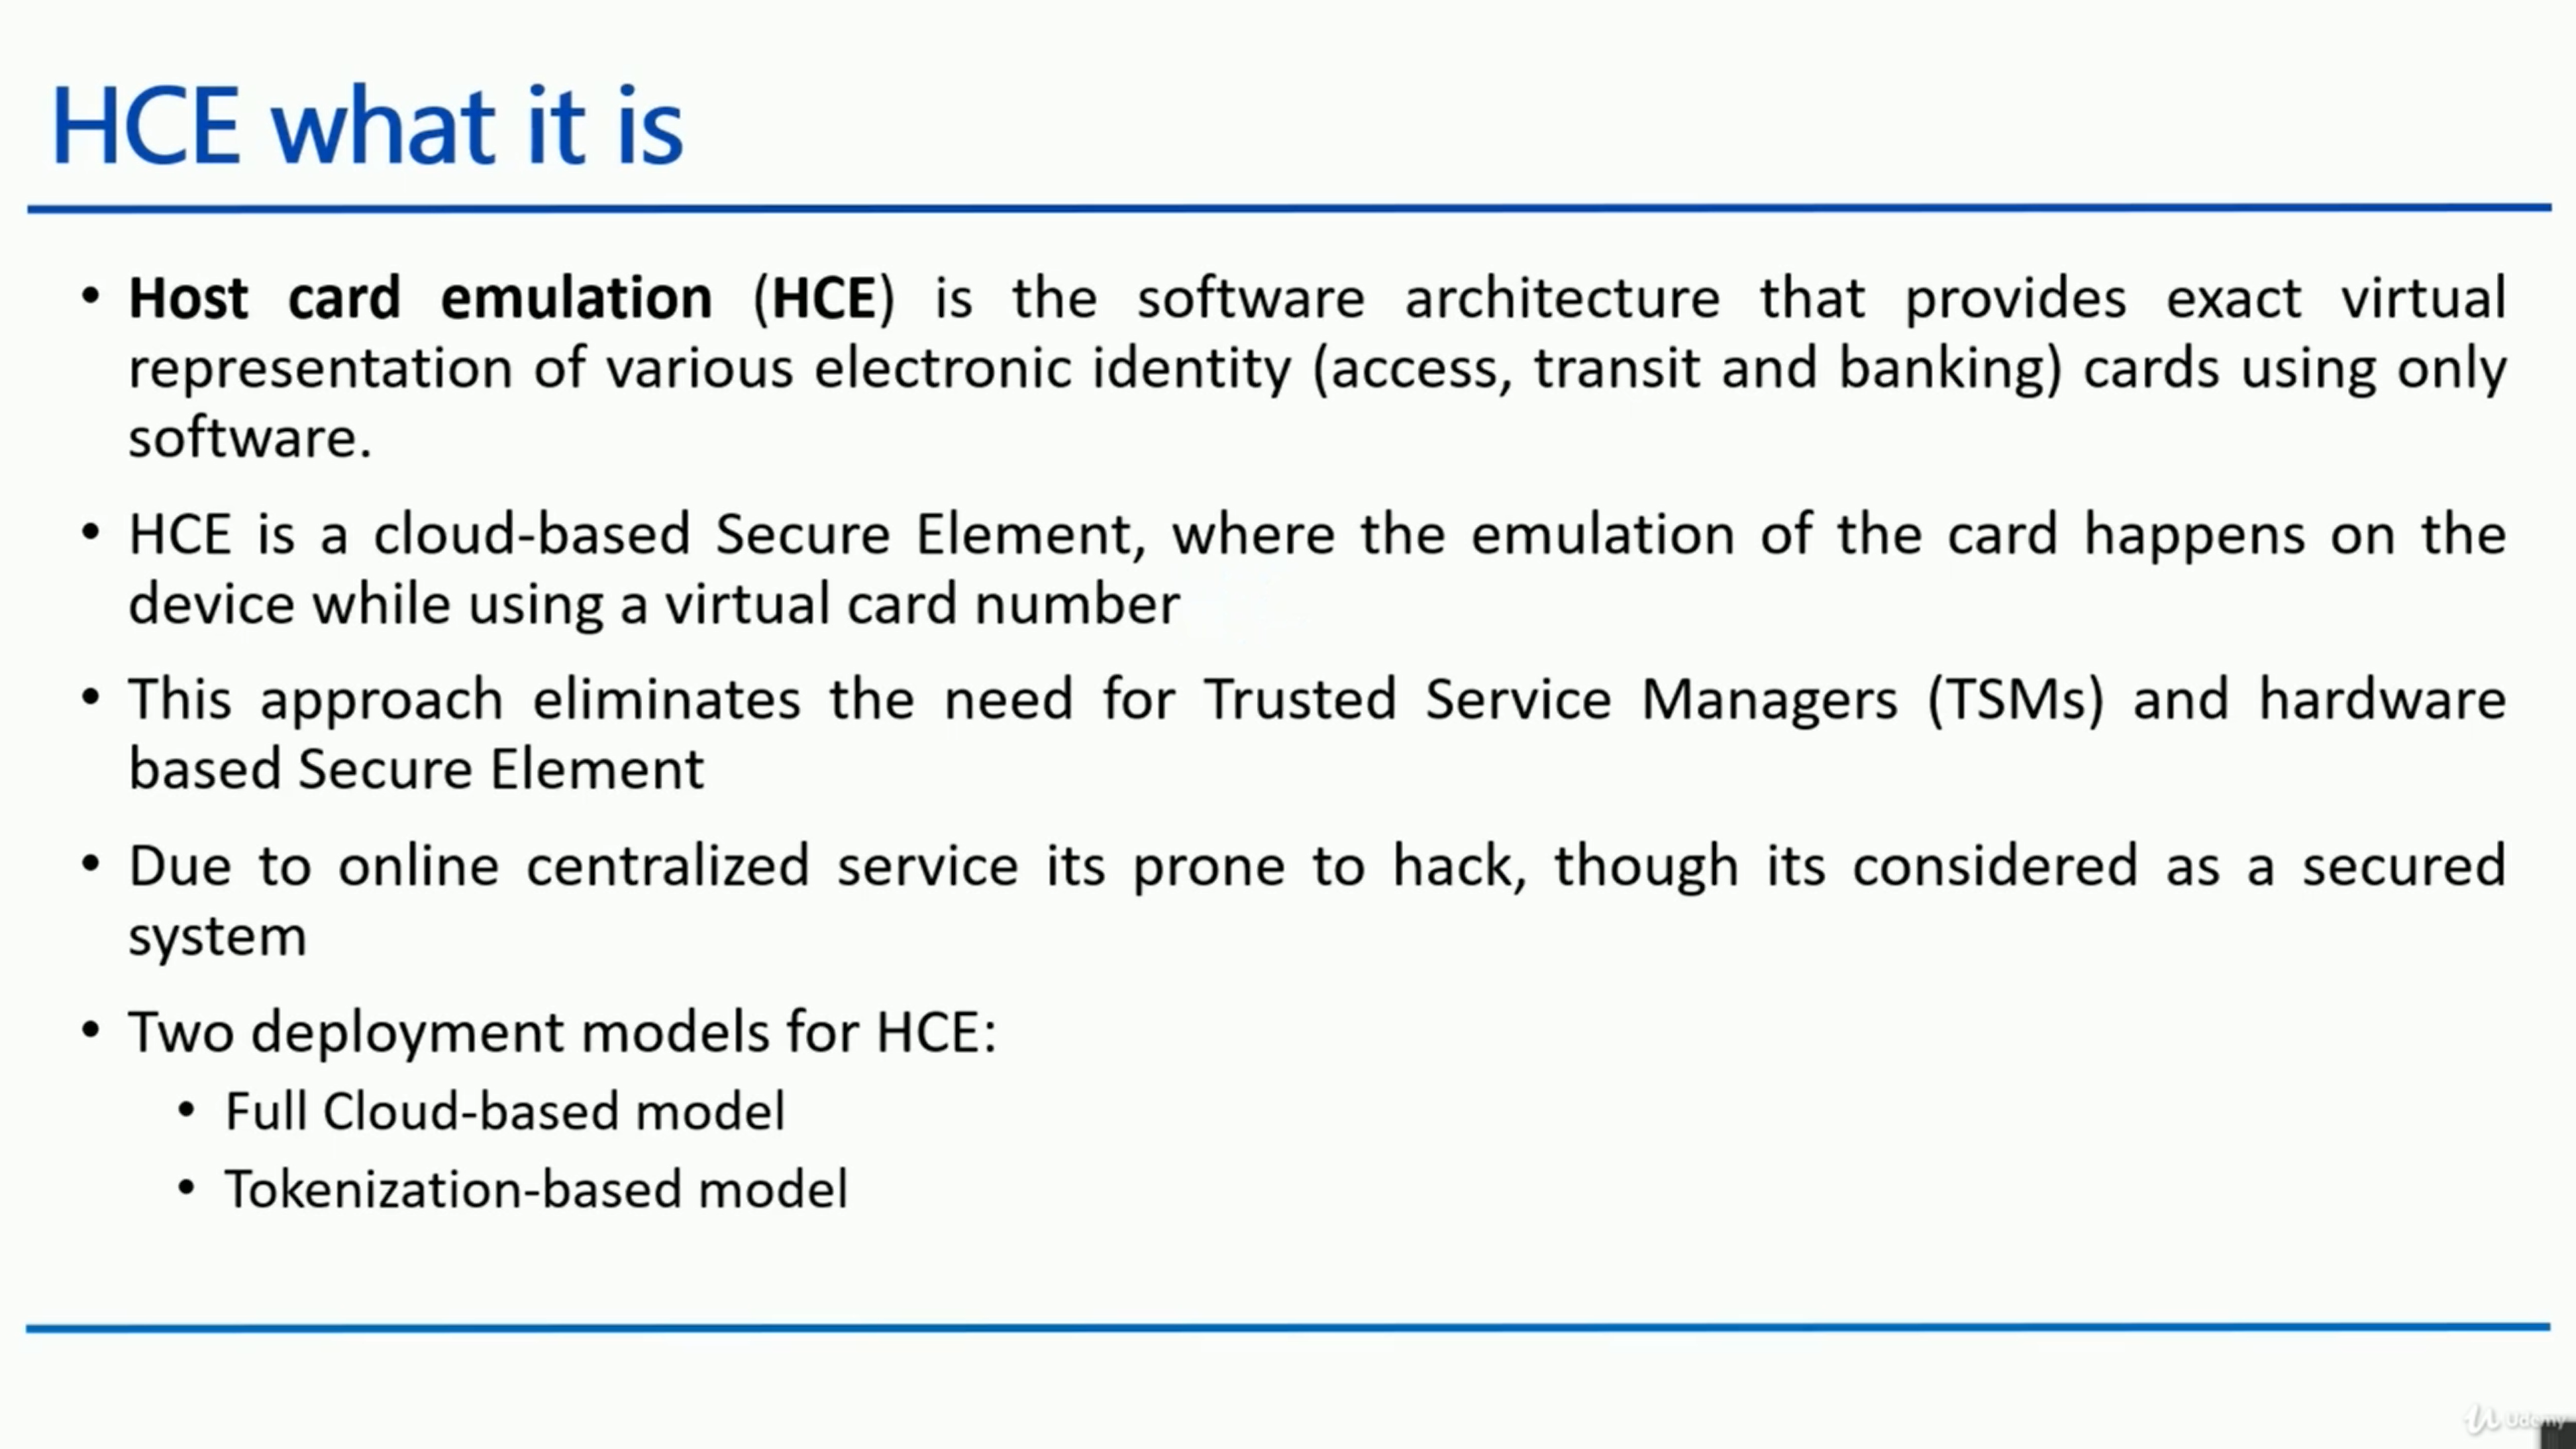 HCE what it is
• Host card emulation (HCE) is the software architecture that provides exact virtual
representation of various electronic identity (access, transit and banking) cards using only
software.
• HCE is a cloud-based Secure Element, where the emulation of the card happens on the
device while using a virtual card number
• This approach eliminates the need for Trusted Service Managers (TSMs) and hardware
based Secure Element
• Due to online centralized service its prone to hack, though its considered as a secured
system
• Two deployment models for HCE:
• Full Cloud-based model
• Tokenization-based model
Udemy